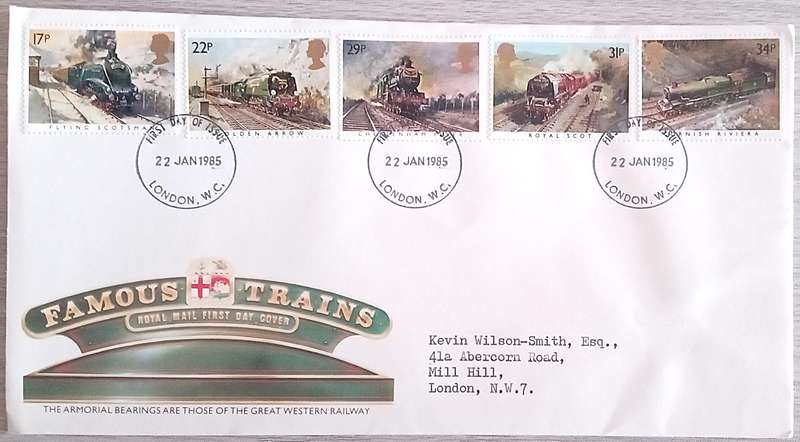 17P
22P
29P
31P
34P
FLYING SCOTSMAN
GOLDEN ARROW
CHELTENHAM
ROYAL SCOT
CORNISH RIVIERA
FIRST DAY OF ISSUE
22 JAN 1985
LONDON, W.C.
FIRST DAY OF ISSUE
22 JAN 1985
LONDON, W.C.
FIRST DAY OF ISSUE
22 JAN 1985
LONDON, W.C.
FAMOUS TRAINS
ROYAL MAIL FIRST DAY COVER
THE ARMORIAL BEARINGS ARE THOSE OF THE GREAT WESTERN RAILWAY
Kevin Wilson-Smith, Esq.,
41a Abercorn Road,
Mill Hill,
London, N.W.7.